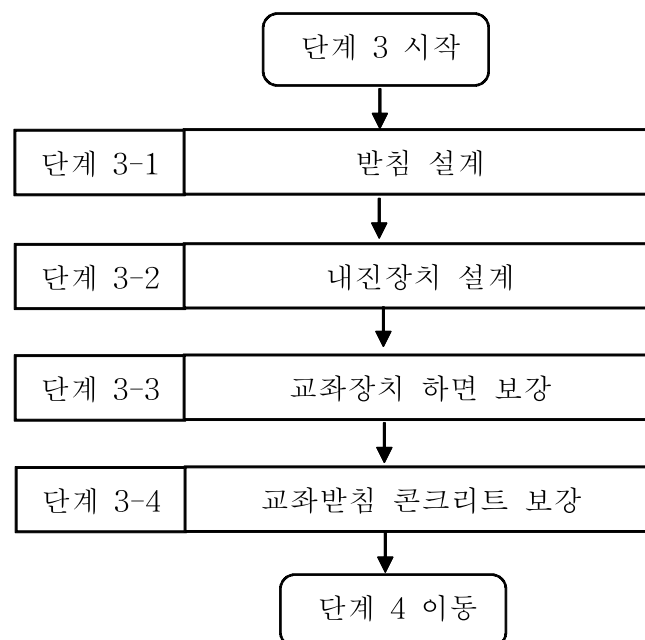 단계 3 시작
단계 3-1 받침 설계
단계 3-2 내진장치 설계
단계 3-3 교좌장치 하면 보강
단계 3-4 교좌받침 콘크리트 보강
단계 4 이동